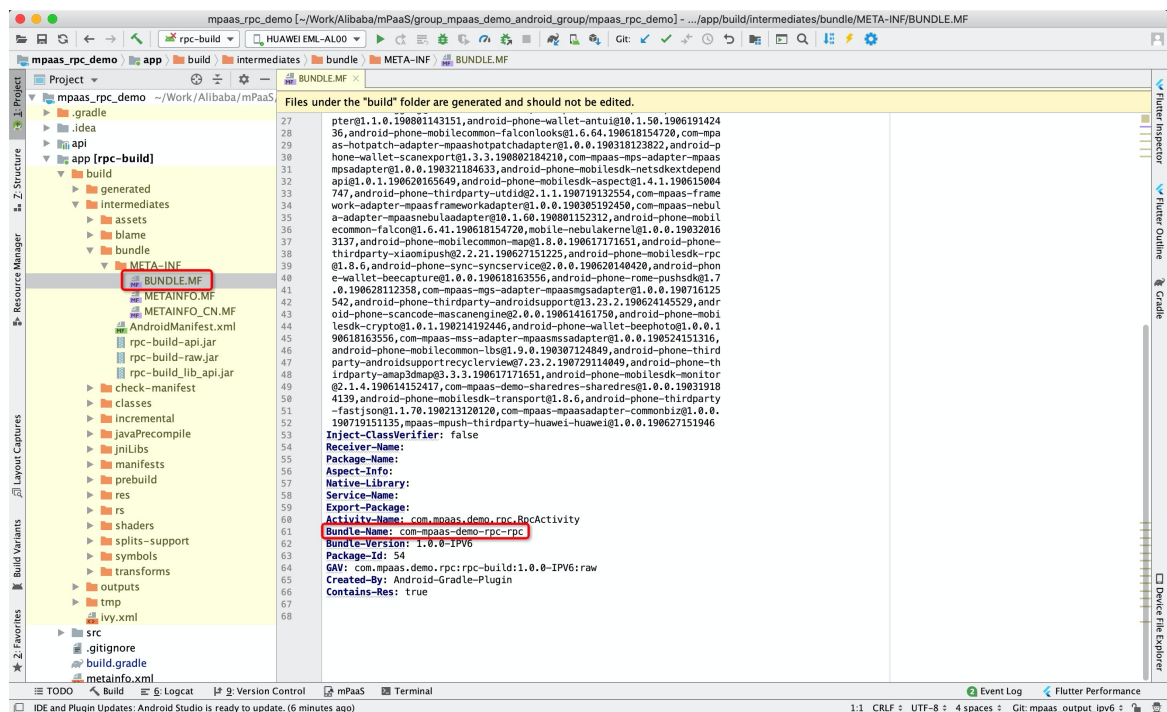 mpaas_rpc_demo [~/Work/Alibaba/mPaaS/group_mpaas_demo_android_group/mpaas_rpc_demo] - .../app/build/intermediates/bundle/META-INF/BUNDLE.MF
rpc-build
HUAWEI EML-AL00
Git:
mpaas_rpc_demo
app
build
intermediates
bundle
META-INF
BUNDLE.MF
1: Project
Z: Structure
Resource Manager
Layout Captures
Build Variants
2: Favorites
Project
mpaas_rpc_demo ~/Work/Alibaba/mPaaS/
.gradle
.idea
api
app [rpc-build]
build
generated
intermediates
assets
blame
bundle
META-INF
BUNDLE.MF
METAINFO.MF
METAINFO_CN.MF
AndroidManifest.xml
rpc-build-api.jar
rpc-build-raw.jar
rpc-build_lib_api.jar
check-manifest
classes
incremental
javaPrecompile
jniLibs
manifests
prebuild
res
rs
shaders
splits-support
symbols
transforms
outputs
tmp
ivy.xml
src
.gitignore
build.gradle
metainfo.xml
BUNDLE.MF
Files under the "build" folder are generated and should not be edited.
27 pter@1.1.0.190801143151,android-phone-wallet-antui@10.1.50.1906191424
28 36,android-phone-mobilecommon-falconlooks@1.6.64.190618154720,com-mpa
29 as-hotpatch-adapter-mpaashotpatchadapter@1.0.0.190318123822,android-p
30 hone-wallet-scanexport@1.3.3.190802184210,com-mpaas-mps-adapter-mpaas
31 mpsadapter@1.0.0.190321184633,android-phone-mobilesdk-netsdkextdepend
32 api@1.0.1.190620165649,android-phone-mobilesdk-aspect@1.4.1.190615004
33 747,android-phone-thirdparty-utdid@2.1.1.190719132554,com-mpaas-frame
34 work-adapter-mpaasframeworkadapter@1.0.0.190305192450,com-mpaas-nebul
35 a-adapter-mpaasnebulaadapter@10.1.60.190801152312,android-phone-mobil
36 ecommon-falcon@1.6.41.190618154720,mobile-nebulakernel@1.0.0.19032016
37 3137,android-phone-mobilecommon-map@1.8.0.190617171651,android-phone-
38 thirdparty-xiaomipush@2.2.21.190627151225,android-phone-mobilesdk-rpc
39 @1.8.6,android-phone-sync-syncservice@2.0.0.190620140420,android-phon
40 e-wallet-beecapture@1.0.0.190618163556,android-phone-rome-pushsdk@1.7
41 .0.190628112358,com-mpaas-mgs-adapter-mpaasmgsadapter@1.0.0.190716125
42 542,android-phone-thirdparty-androidsupport@13.23.2.190624145529,andr
43 oid-phone-scancode-mascanengine@2.0.0.190614161750,android-phone-mobi
44 lesdk-crypto@1.0.1.190214192446,android-phone-wallet-beephoto@1.0.0.1
45 90618163556,com-mpaas-mss-adapter-mpaasmssadapter@1.0.0.190524151316,
46 android-phone-mobilecommon-lbs@1.9.0.190307124849,android-phone-third
47 party-androidsupportrecyclerview@7.23.2.190729114049,android-phone-th
48 irdparty-amap3dmap@3.3.3.190617171651,android-phone-mobilesdk-monitor
49 @2.1.4.190614152417,com-mpaas-demo-sharedres-sharedres@1.0.0.19031918
50 4139,android-phone-mobilesdk-transport@1.8.6,android-phone-thirdparty
51 -fastjson@1.1.70.190213120120,com-mpaas-mpaasadapter-commonbiz@1.0.0.
52 190719151135,mpaas-mpush-thirdparty-huawei-huawei@1.0.0.190627151946
53 Inject-ClassVerifier: false
54 Receiver-Name:
55 Package-Name:
56 Aspect-Info:
57 Native-Library:
58 Service-Name:
59 Export-Package:
60 Activity-Name: com.mpaas.demo.rpc.RpcActivity
61 Bundle-Name: com-mpaas-demo-rpc-rpc
62 Bundle-Version: 1.0.0-IPV6
63 Package-Id: 54
64 GAV: com.mpaas.demo.rpc:rpc-build:1.0.0-IPV6:raw
65 Created-By: Android-Gradle-Plugin
66 Contains-Res: true
67
68
Flutter Inspector
Flutter Outline
Gradle
Device File Explorer
TODO
Build
6: Logcat
9: Version Control
mPaaS
Terminal
2 Event Log
Flutter Performance
IDE and Plugin Updates: Android Studio is ready to update. (6 minutes ago)
1:1 CRLF UTF-8 4 spaces Git: mpaas_output_ipv6